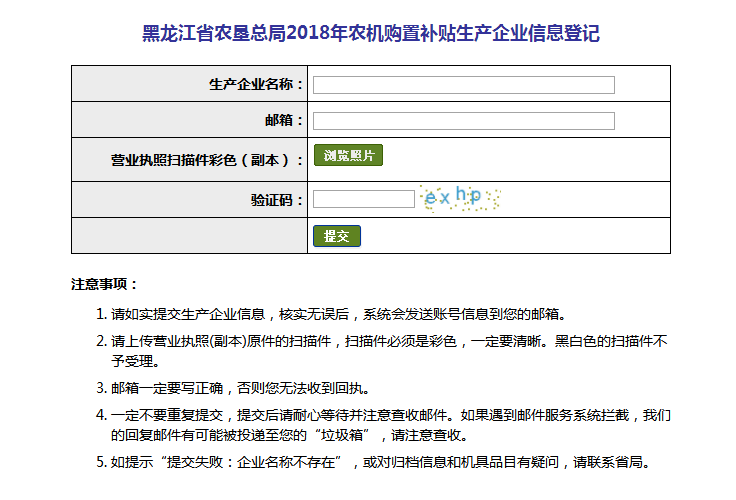 黑龙江省农垦总局2018年农机购置补贴生产企业信息登记
生产企业名称：
邮箱：
营业执照扫描件彩色（副本）：
浏览照片
验证码：
exhp
提交
注意事项：
1. 请如实提交生产企业信息，核实无误后，系统会发送账号信息到您的邮箱。
2. 请上传营业执照(副本)原件的扫描件，扫描件必须是彩色，一定要清晰。黑白色的扫描件不
予受理。
3. 邮箱一定要写正确，否则您无法收到回执。
4. 一定不要重复提交，提交后请耐心等待并注意查收邮件。如果遇到邮件服务系统拦截，我们
的回复邮件有可能被投递至您的“垃圾箱”，请注意查收。
5. 如提示“提交失败：企业名称不存在”，或对归档信息和机具品目有疑问，请联系省局。